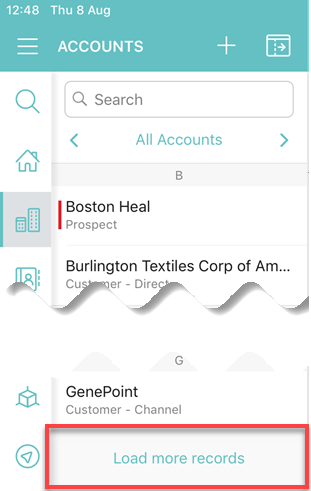 12:48 Thu 8 Aug
ACCOUNTS
Search
All Accounts
B
Boston Heal
Prospect
Burlington Textiles Corp of Am...
Customer - Direc
G
GenePoint
Customer - Channel
Load more records